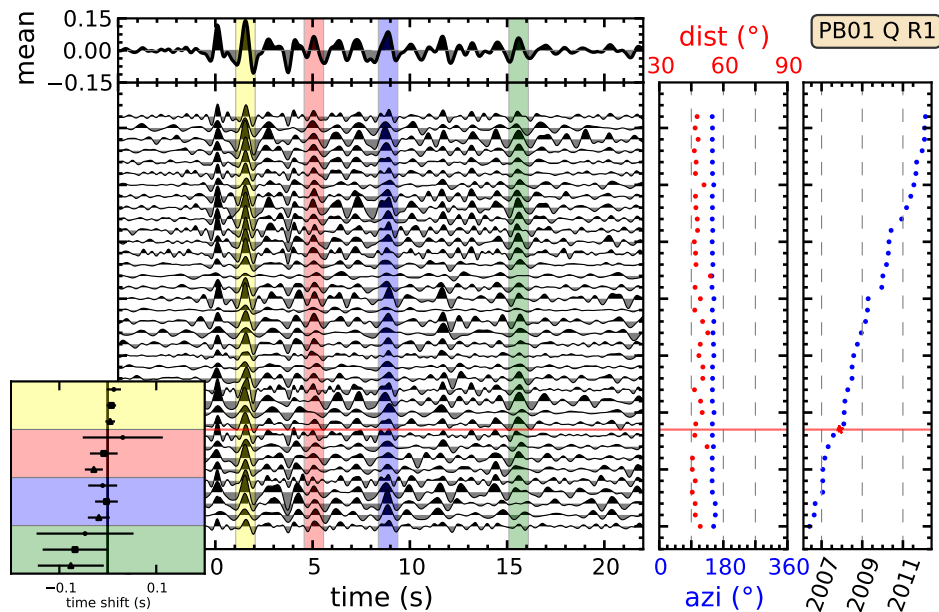 PB01 Q R1
mean
0.15
0.00
−0.15
dist (°)
30 60 90
0 5 10 15 20
time (s)
0 180 360
azi (°)
2007 2009 2011
−0.1 0.1
time shift (s)